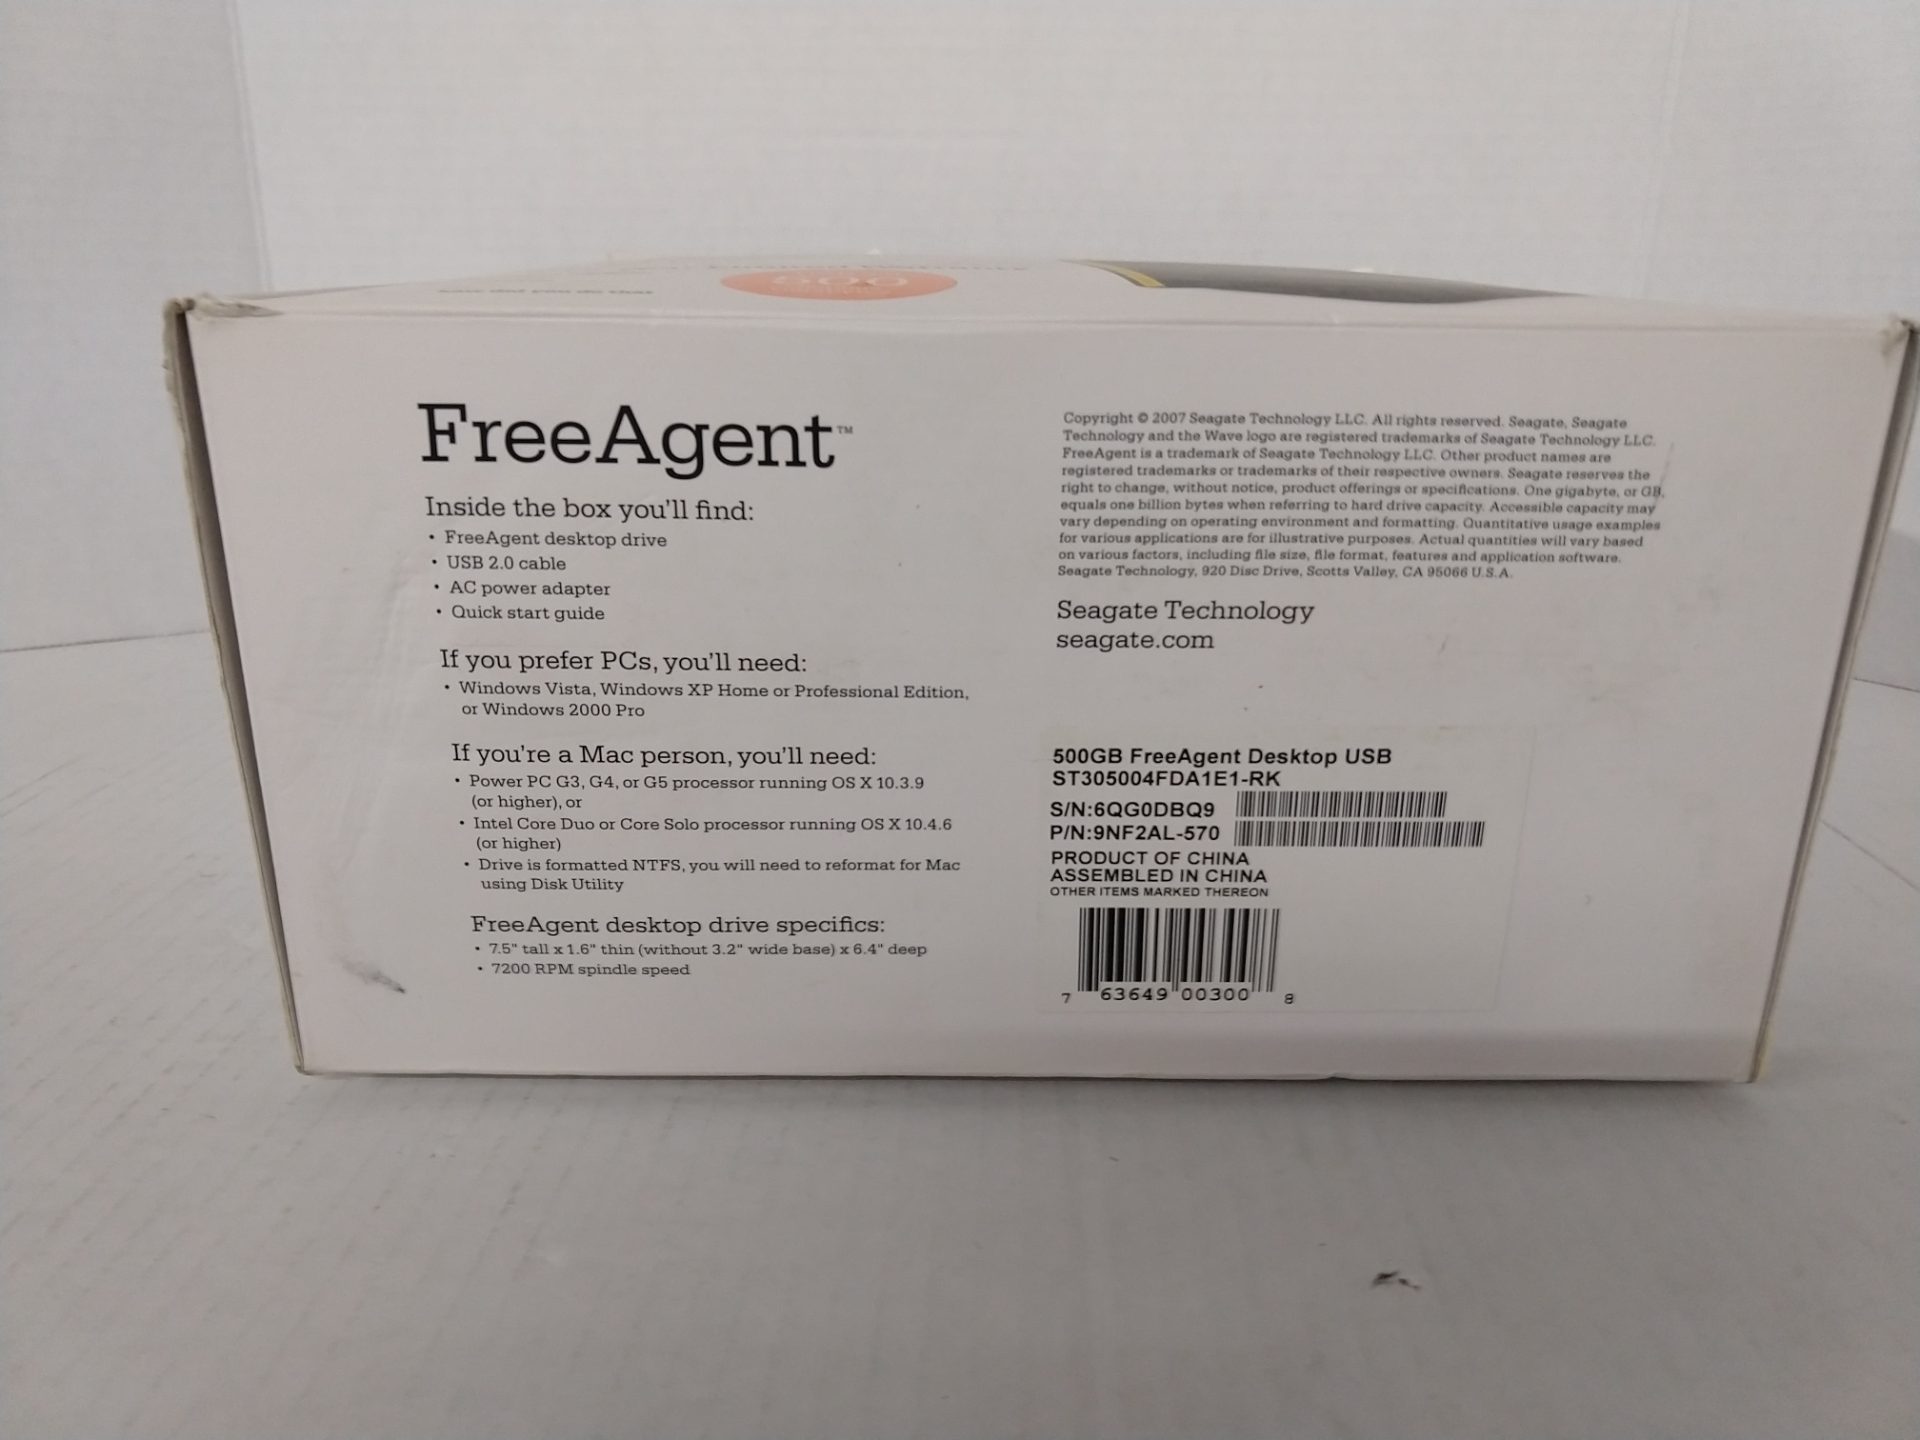 500
FreeAgent™
Inside the box you'll find:
• FreeAgent desktop drive
• USB 2.0 cable
• AC power adapter
• Quick start guide
If you prefer PCs, you'll need:
• Windows Vista, Windows XP Home or Professional Edition,
or Windows 2000 Pro
If you're a Mac person, you'll need:
• Power PC G3, G4, or G5 processor running OS X 10.3.9
(or higher), or
• Intel Core Duo or Core Solo processor running OS X 10.4.6
(or higher)
• Drive is formatted NTFS, you will need to reformat for Mac
using Disk Utility
FreeAgent desktop drive specifics:
• 7.5" tall x 1.6" thin (without 3.2" wide base) x 6.4" deep
• 7200 RPM spindle speed
Copyright © 2007 Seagate Technology LLC. All rights reserved. Seagate, Seagate
Technology and the Wave logo are registered trademarks of Seagate Technology LLC.
FreeAgent is a trademark of Seagate Technology LLC. Other product names are
registered trademarks or trademarks of their respective owners. Seagate reserves the
right to change, without notice, product offerings or specifications. One gigabyte, or GB,
equals one billion bytes when referring to hard drive capacity. Accessible capacity may
vary depending on operating environment and formatting. Quantitative usage examples
for various applications are for illustrative purposes. Actual quantities will vary based
on various factors, including file size, file format, features and application software.
Seagate Technology, 920 Disc Drive, Scotts Valley, CA 95066 U.S.A.
Seagate Technology
seagate.com
500GB FreeAgent Desktop USB
ST305004FDA1E1-RK
S/N:6QG0DBQ9
P/N:9NF2AL-570
PRODUCT OF CHINA
ASSEMBLED IN CHINA
OTHER ITEMS MARKED THEREON
7 63649 00300 8